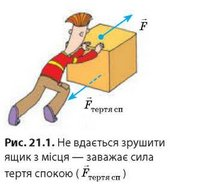 F
F тертя сп
Рис. 21.1. Не вдається зрушити
ящик з місця — заважає сила
тертя спокою ( F тертя сп )